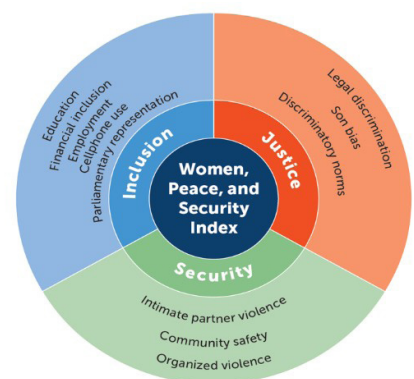 Women,
Peace, and
Security
Index
Inclusion
Education
Financial inclusion
Employment
Cellphone use
Parliamentary representation
Justice
Legal discrimination
Son bias
Discriminatory norms
Security
Intimate partner violence
Community safety
Organized violence